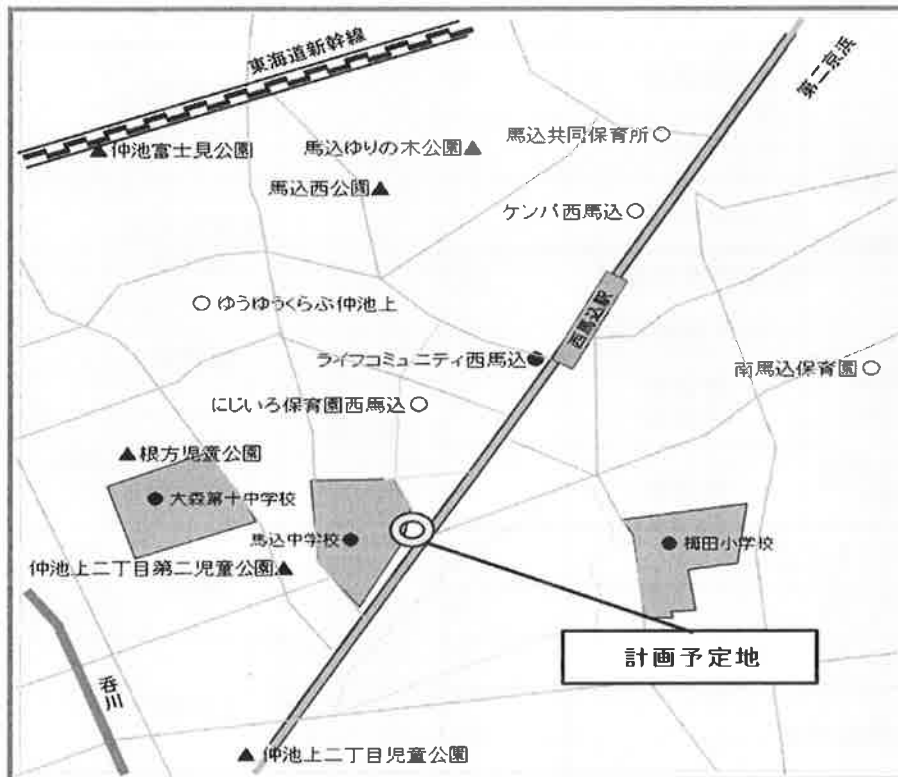 東海道新幹線
第二京浜
▲仲池富士見公園
馬込ゆりの木公園▲
馬込共同保育所○
馬込西公園▲
ケンパ西馬込○
○ゆうゆうくらぶ仲池上
西馬込駅
ライフコミュニティ西馬込●
南馬込保育園○
にじいろ保育園西馬込○
▲根方児童公園
●大森第十中学校
馬込中学校●
●梅田小学校
仲池上二丁目第二児童公園▲
計画予定地
呑川
▲仲池上二丁目児童公園